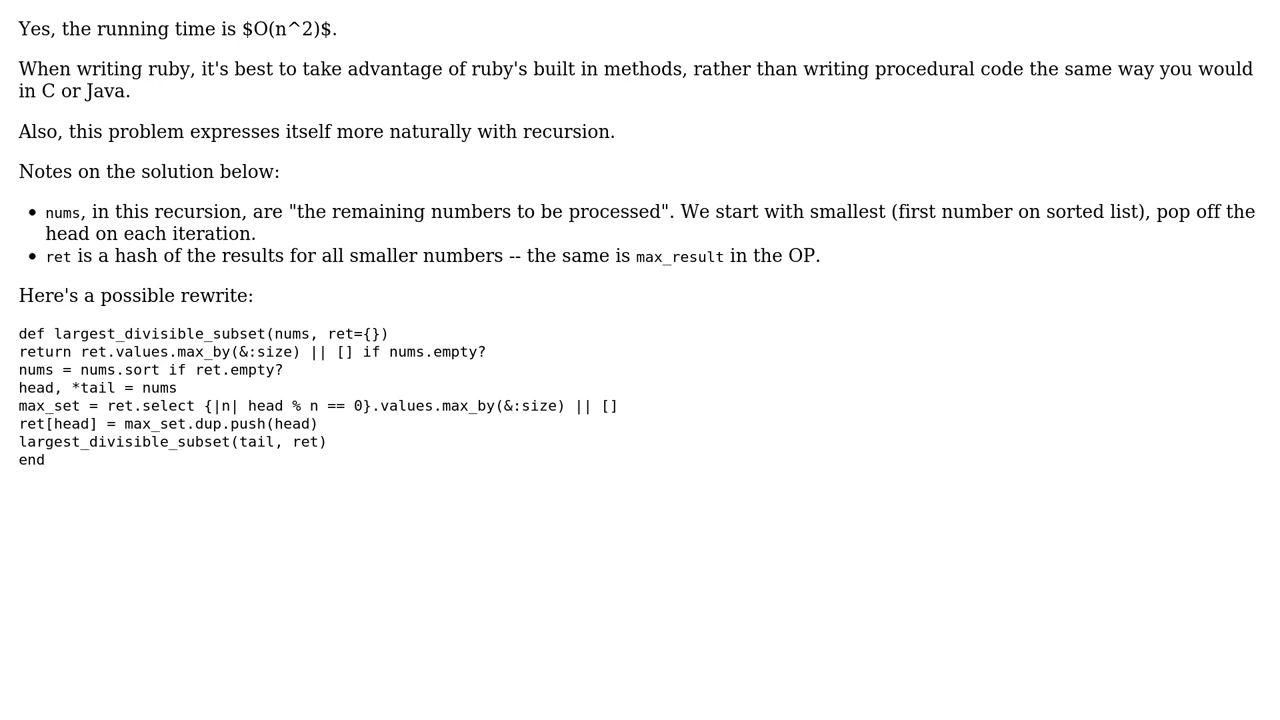 Yes, the running time is $O(n^2)$.
When writing ruby, it's best to take advantage of ruby's built in methods, rather than writing procedural code the same way you would
in C or Java.
Also, this problem expresses itself more naturally with recursion.
Notes on the solution below:
• nums, in this recursion, are "the remaining numbers to be processed". We start with smallest (first number on sorted list), pop off the
head on each iteration.
• ret is a hash of the results for all smaller numbers -- the same is max_result in the OP.
Here's a possible rewrite:
def largest_divisible_subset(nums, ret={})
return ret.values.max_by(&:size) || [] if nums.empty?
nums = nums.sort if ret.empty?
head, *tail = nums
max_set = ret.select {|n| head % n == 0}.values.max_by(&:size) || []
ret[head] = max_set.dup.push(head)
largest_divisible_subset(tail, ret)
end